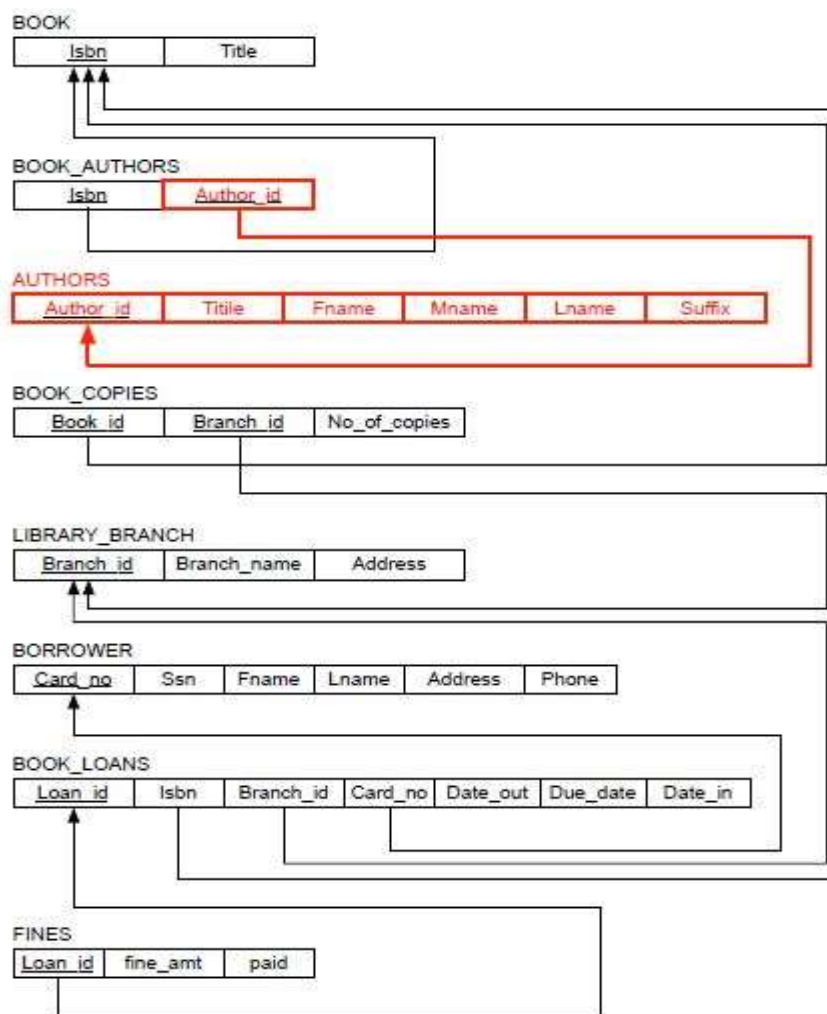 BOOK
Isbn Title
BOOK_AUTHORS
Isbn Author_id
AUTHORS
Author_id Titile Fname Mname Lname Suffix
BOOK_COPIES
Book_id Branch_id No_of_copies
LIBRARY_BRANCH
Branch_id Branch_name Address
BORROWER
Card_no Ssn Fname Lname Address Phone
BOOK_LOANS
Loan_id Isbn Branch_id Card_no Date_out Due_date Date_in
FINES
Loan_id fine_amt paid